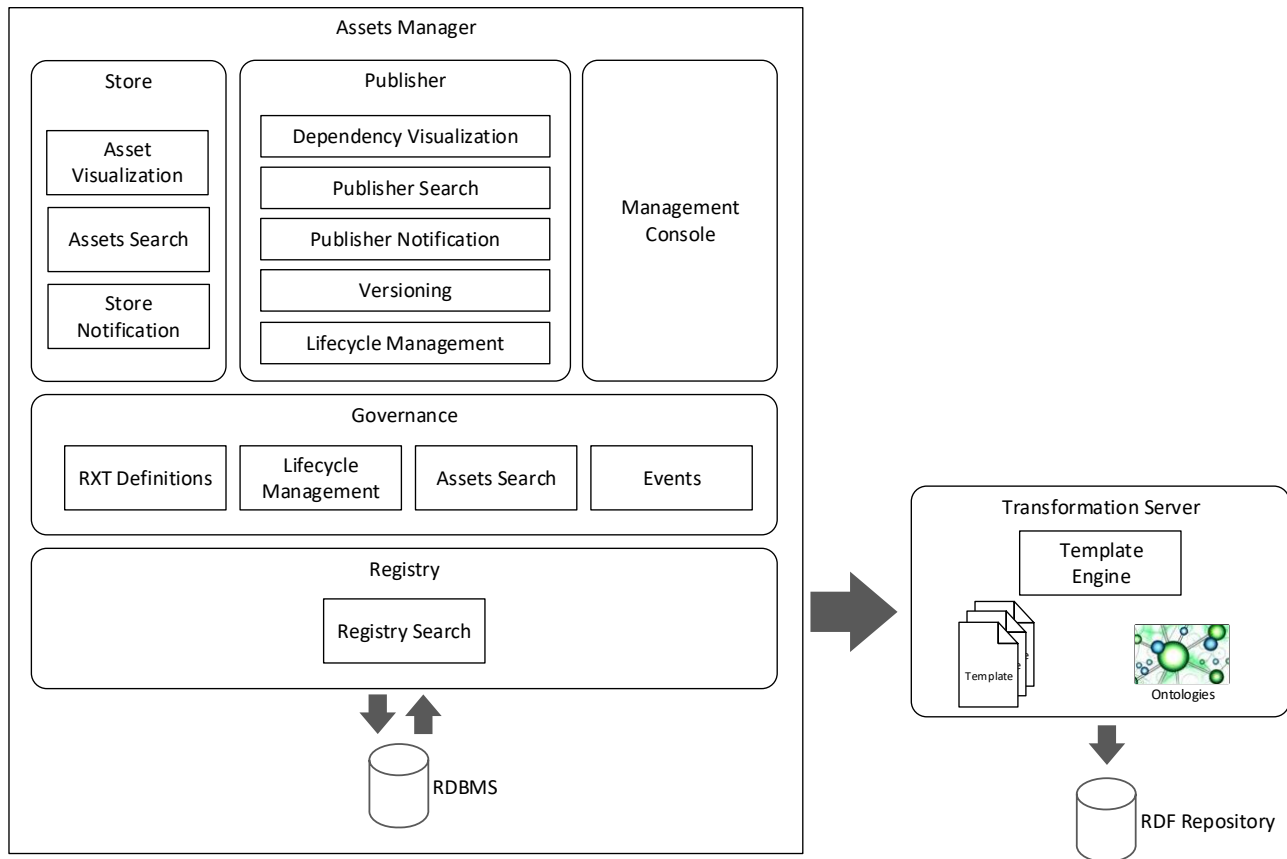 Assets Manager
Store
Asset
Visualization
Assets Search
Store
Notification
Publisher
Dependency Visualization
Publisher Search
Publisher Notification
Versioning
Lifecycle Management
Management
Console
Governance
RXT Definitions
Lifecycle
Management
Assets Search
Events
Registry
Registry Search
RDBMS
Transformation Server
Template
Engine
Template
Ontologies
RDF Repository